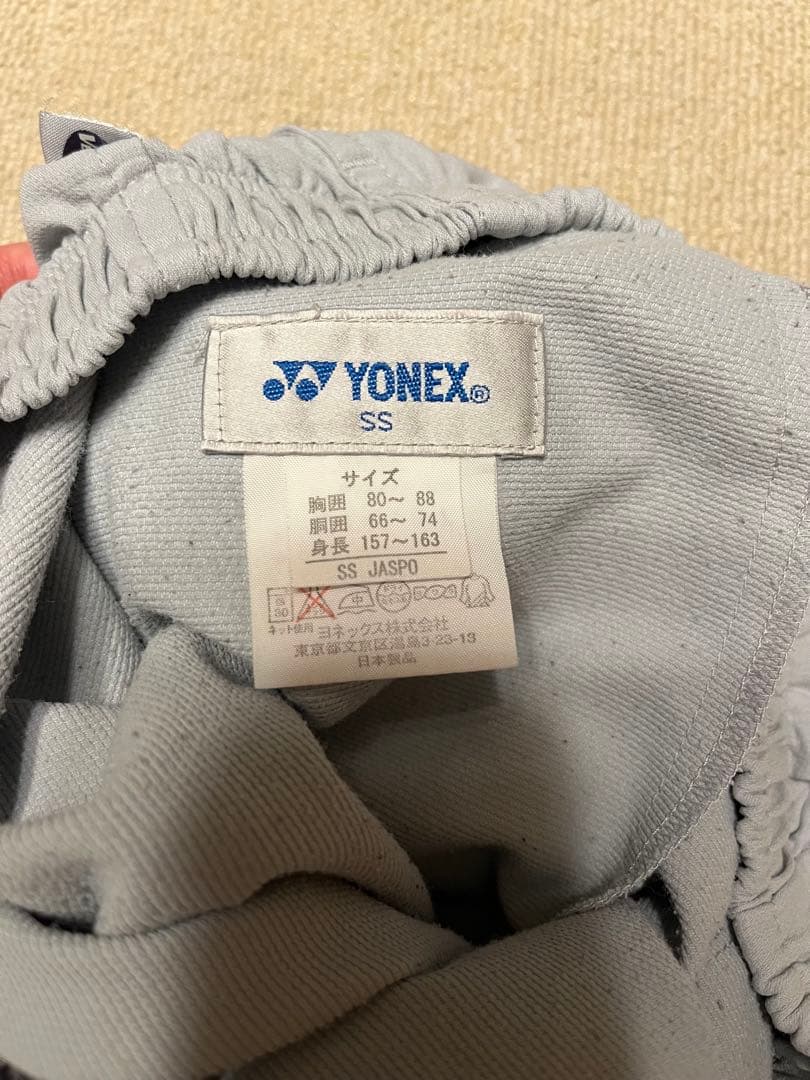 YONEX®
SS
サイズ
胸囲 80〜 88
胴囲 66〜 74
身長 157〜163
SS JASPO
30
中
ネット使用
ヨネックス株式会社
東京都文京区湯島3-23-13
日本製品